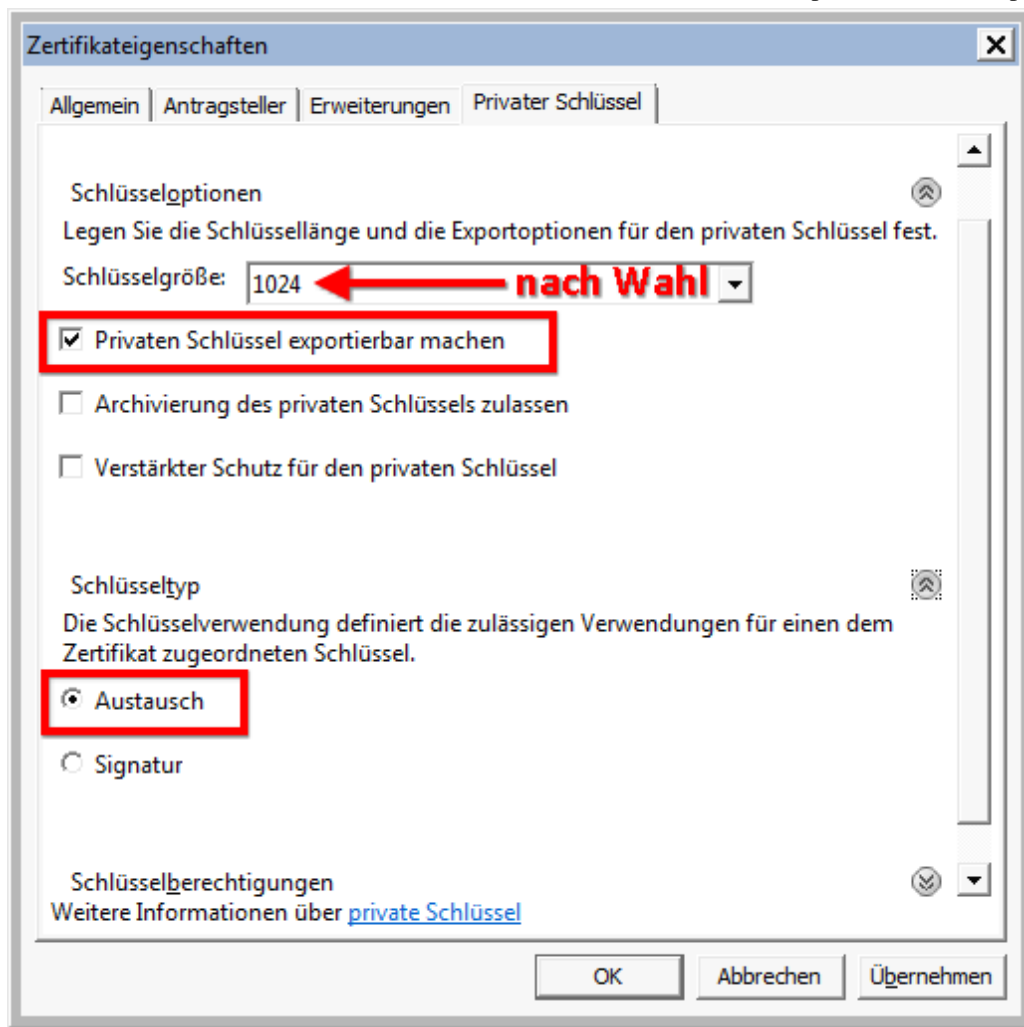 Zertifikateigenschaften
Allgemein Antragsteller Erweiterungen Privater Schlüssel
Schlüsseloptionen
Legen Sie die Schlüssellänge und die Exportoptionen für den privaten Schlüssel fest.
Schlüsselgröße: 1024 nach Wahl
Privaten Schlüssel exportierbar machen
Archivierung des privaten Schlüssels zulassen
Verstärkter Schutz für den privaten Schlüssel
Schlüsseltyp
Die Schlüsselverwendung definiert die zulässigen Verwendungen für einen dem
Zertifikat zugeordneten Schlüssel.
Austausch
Signatur
Schlüsselberechtigungen
Weitere Informationen über private Schlüssel
OK Abbrechen Übernehmen